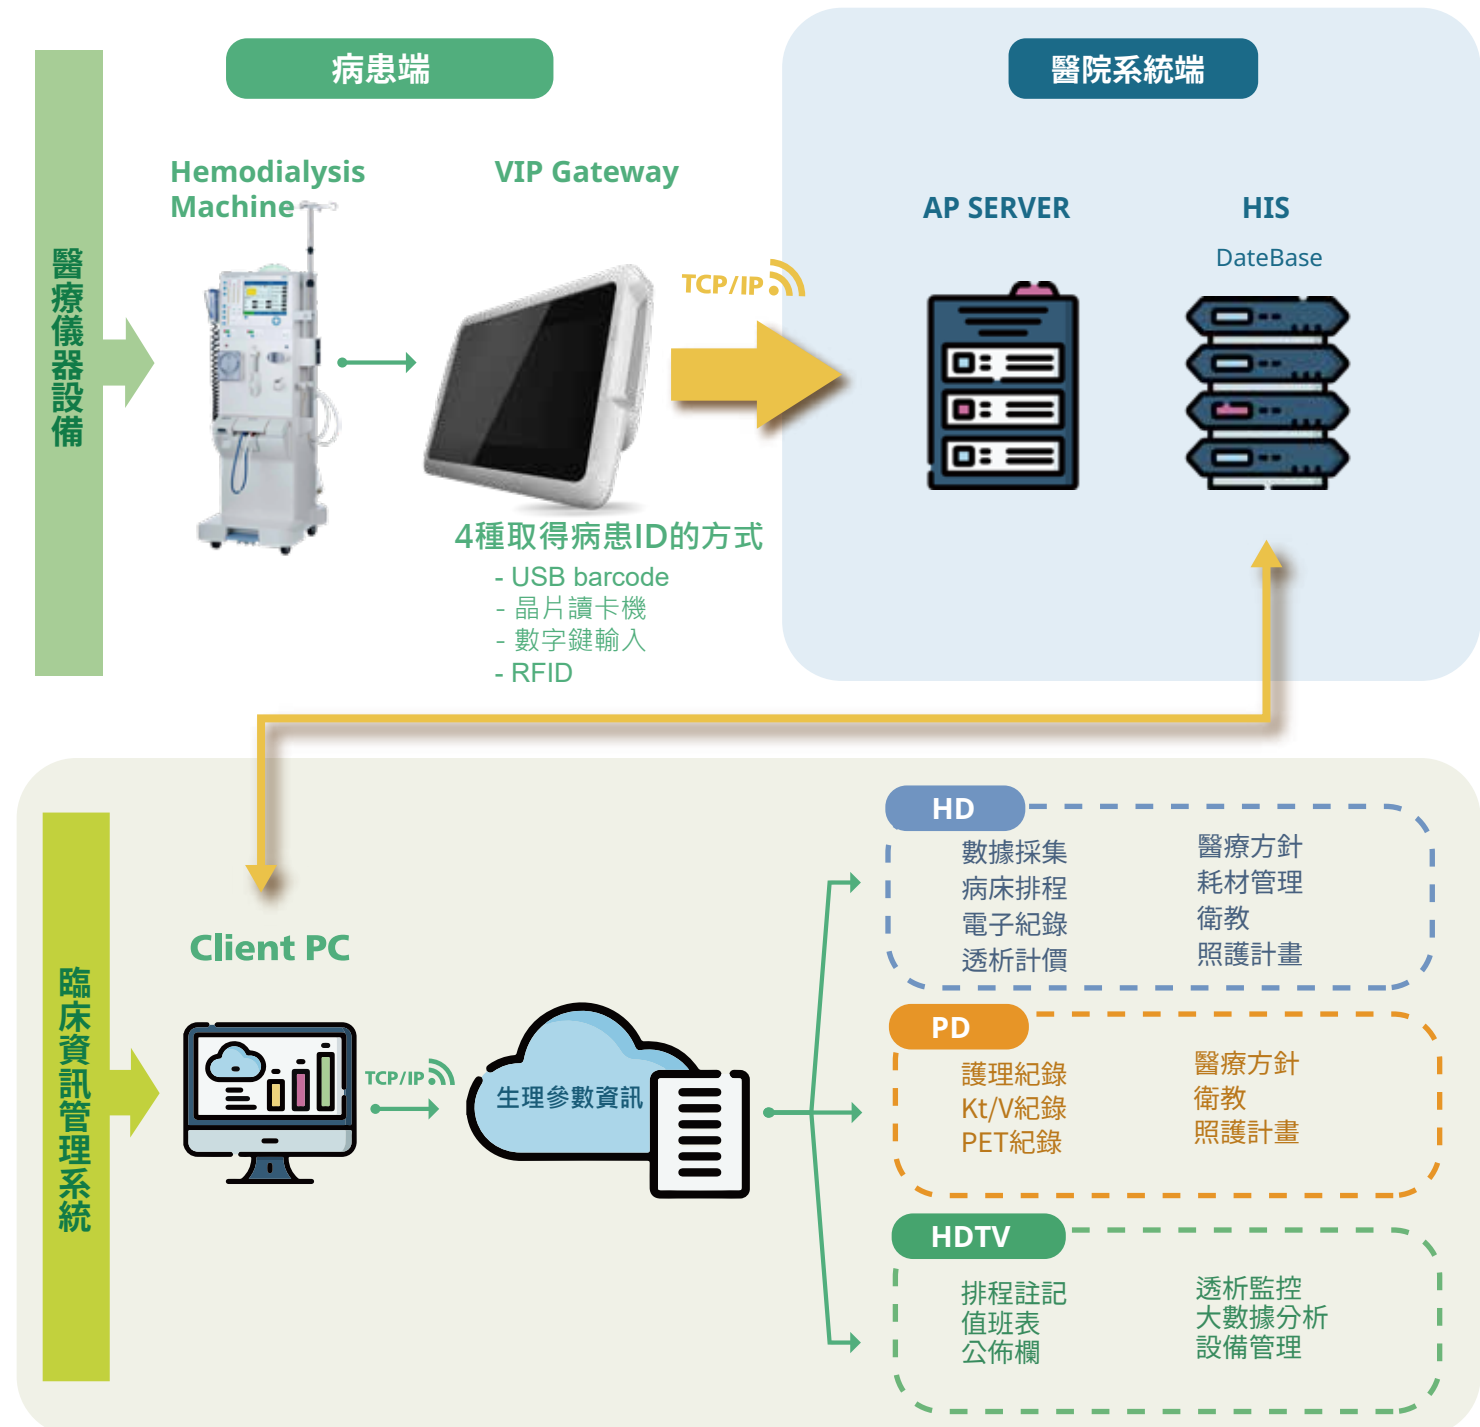 病患端
醫院系統端
醫療儀器設備
Hemodialysis
Machine
VIP Gateway
TCP/IP
AP SERVER
HIS
DateBase
4種取得病患ID的方式
- USB barcode
- 晶片讀卡機
- 數字鍵輸入
- RFID
臨床資訊管理系統
Client PC
TCP/IP
生理參數資訊
HD
數據採集
病床排程
電子紀錄
透析計價
醫療方針
耗材管理
衛教
照護計畫
PD
護理紀錄
Kt/V紀錄
PET紀錄
醫療方針
衛教
照護計畫
HDTV
排程註記
值班表
公佈欄
透析監控
大數據分析
設備管理